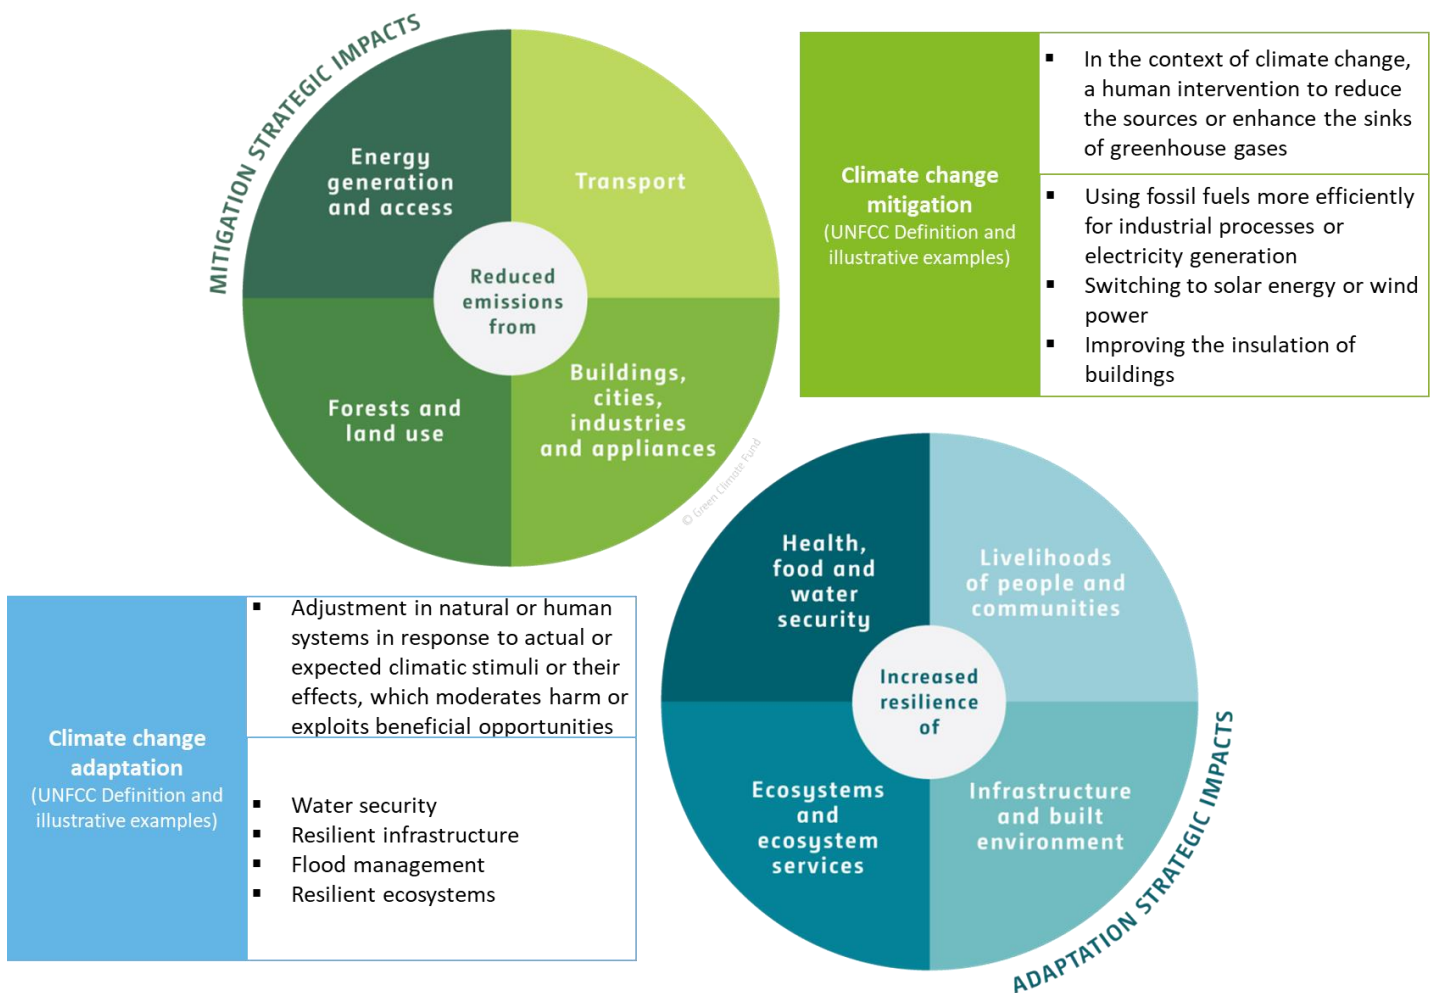 MITIGATION STRATEGIC IMPACTS
Energy
generation
and access
Transport
Reduced
emissions
from
Forests and
land use
Buildings,
cities,
industries
and appliances
© Green Climate Fund
Climate change
mitigation
(UNFCC Definition and
illustrative examples)
▪ In the context of climate change,
a human intervention to reduce
the sources or enhance the sinks
of greenhouse gases
▪ Using fossil fuels more efficiently
for industrial processes or
electricity generation
▪ Switching to solar energy or wind
power
▪ Improving the insulation of
buildings
Climate change
adaptation
(UNFCC Definition and
illustrative examples)
▪ Adjustment in natural or human
systems in response to actual or
expected climatic stimuli or their
effects, which moderates harm or
exploits beneficial opportunities
▪ Water security
▪ Resilient infrastructure
▪ Flood management
▪ Resilient ecosystems
Health,
food and
water
security
Livelihoods
of people and
communities
Increased
resilience
of
Ecosystems
and
ecosystem
services
Infrastructure
and built
environment
ADAPTATION STRATEGIC IMPACTS